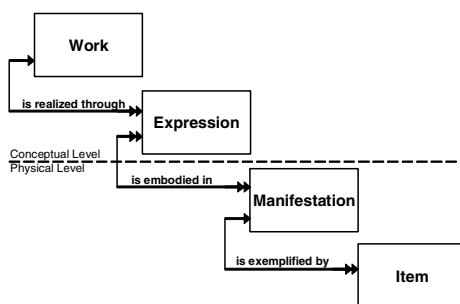 Work
is realized through
Expression
Conceptual Level
Physical Level
is embodied in
Manifestation
is exemplified by
Item